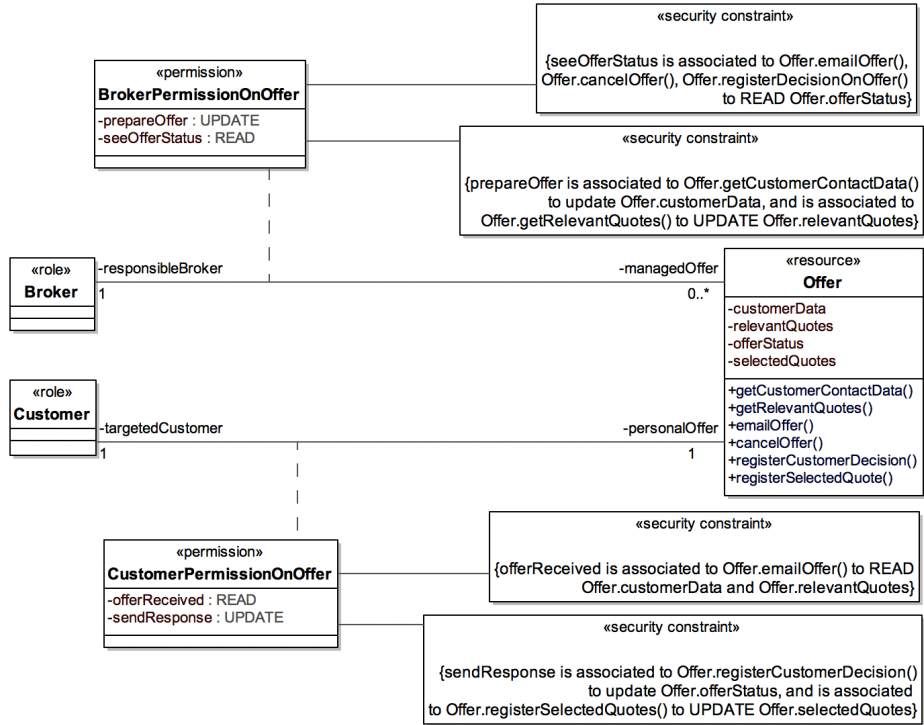 «security constraint»
{seeOfferStatus is associated to Offer.emailOffer(),
Offer.cancelOffer(), Offer.registerDecisionOnOffer()
to READ Offer.offerStatus}
«permission»
BrokerPermissionOnOffer
-prepareOffer : UPDATE
-seeOfferStatus : READ
«security constraint»
{prepareOffer is associated to Offer.getCustomerContactData()
to update Offer.customerData, and is associated to
Offer.getRelevantQuotes() to UPDATE Offer.relevantQuotes}
«role»
Broker
-responsibleBroker
1
-managedOffer
0..*
«resource»
Offer
-customerData
-relevantQuotes
-offerStatus
-selectedQuotes
+getCustomerContactData()
+getRelevantQuotes()
+emailOffer()
+cancelOffer()
+registerCustomerDecision()
+registerSelectedQuote()
«role»
Customer
-targetedCustomer
1
-personalOffer
1
«permission»
CustomerPermissionOnOffer
-offerReceived : READ
-sendResponse : UPDATE
«security constraint»
{offerReceived is associated to Offer.emailOffer() to READ
Offer.customerData and Offer.relevantQuotes}
«security constraint»
{sendResponse is associated to Offer.registerCustomerDecision()
to update Offer.offerStatus, and is associated
to Offer.registerSelectedQuotes() to UPDATE Offer.selectedQuotes}